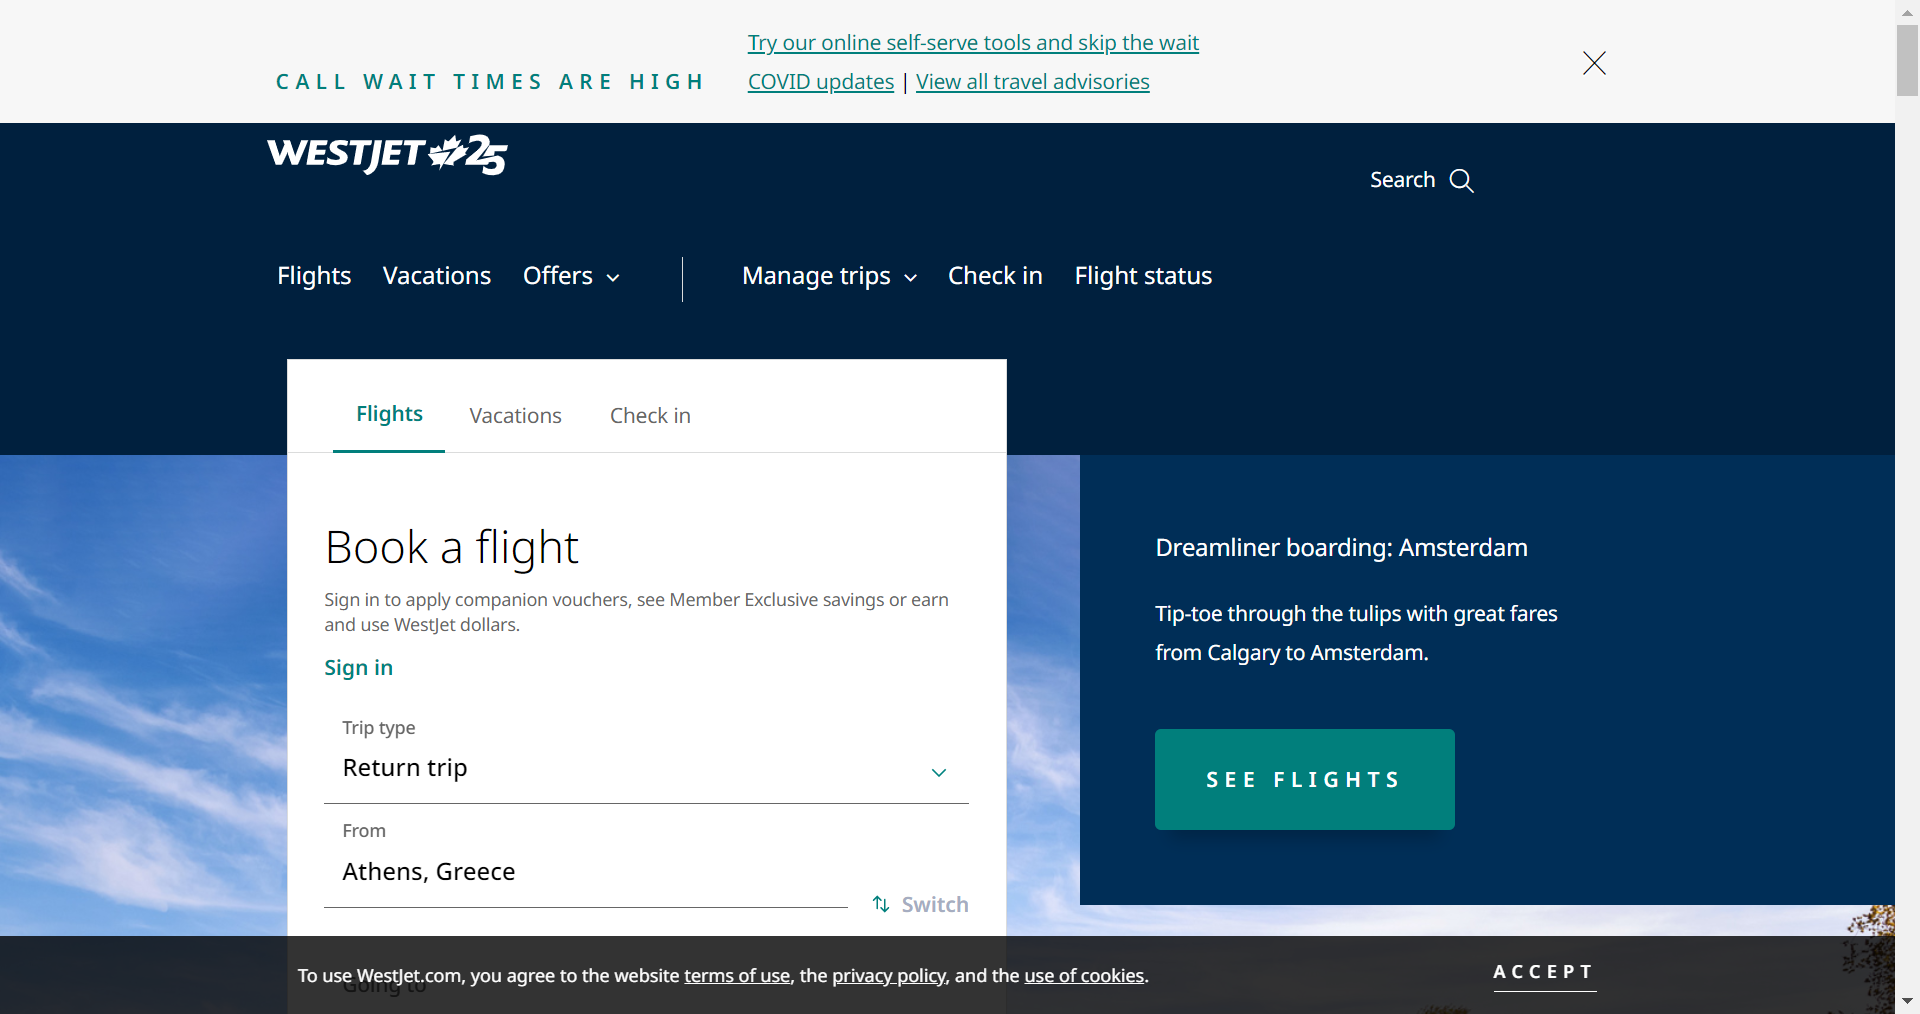 Try our online self-serve tools and skip the wait
CALL WAIT TIMES ARE HIGH
COVID updates | View all travel advisories
WESTJET 25
Search
Flights Vacations Offers Manage trips Check in Flight status
Flights Vacations Check in
Book a flight
Sign in to apply companion vouchers, see Member Exclusive savings or earn
and use WestJet dollars.
Sign in
Trip type
Return trip
From
Athens, Greece
Switch
Going to
Dreamliner boarding: Amsterdam
Tip-toe through the tulips with great fares
from Calgary to Amsterdam.
SEE FLIGHTS
To use WestJet.com, you agree to the website terms of use, the privacy policy, and the use of cookies.
ACCEPT